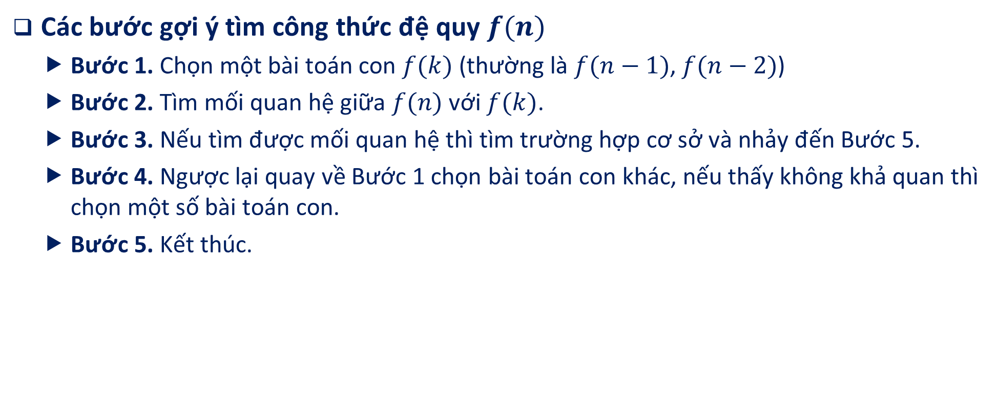 ❑ Các bước gợi ý tìm công thức đệ quy f(n)
▶ Bước 1. Chọn một bài toán con f(k) (thường là f(n − 1), f(n − 2))
▶ Bước 2. Tìm mối quan hệ giữa f(n) với f(k).
▶ Bước 3. Nếu tìm được mối quan hệ thì tìm trường hợp cơ sở và nhảy đến Bước 5.
▶ Bước 4. Ngược lại quay về Bước 1 chọn bài toán con khác, nếu thấy không khả quan thì
chọn một số bài toán con.
▶ Bước 5. Kết thúc.